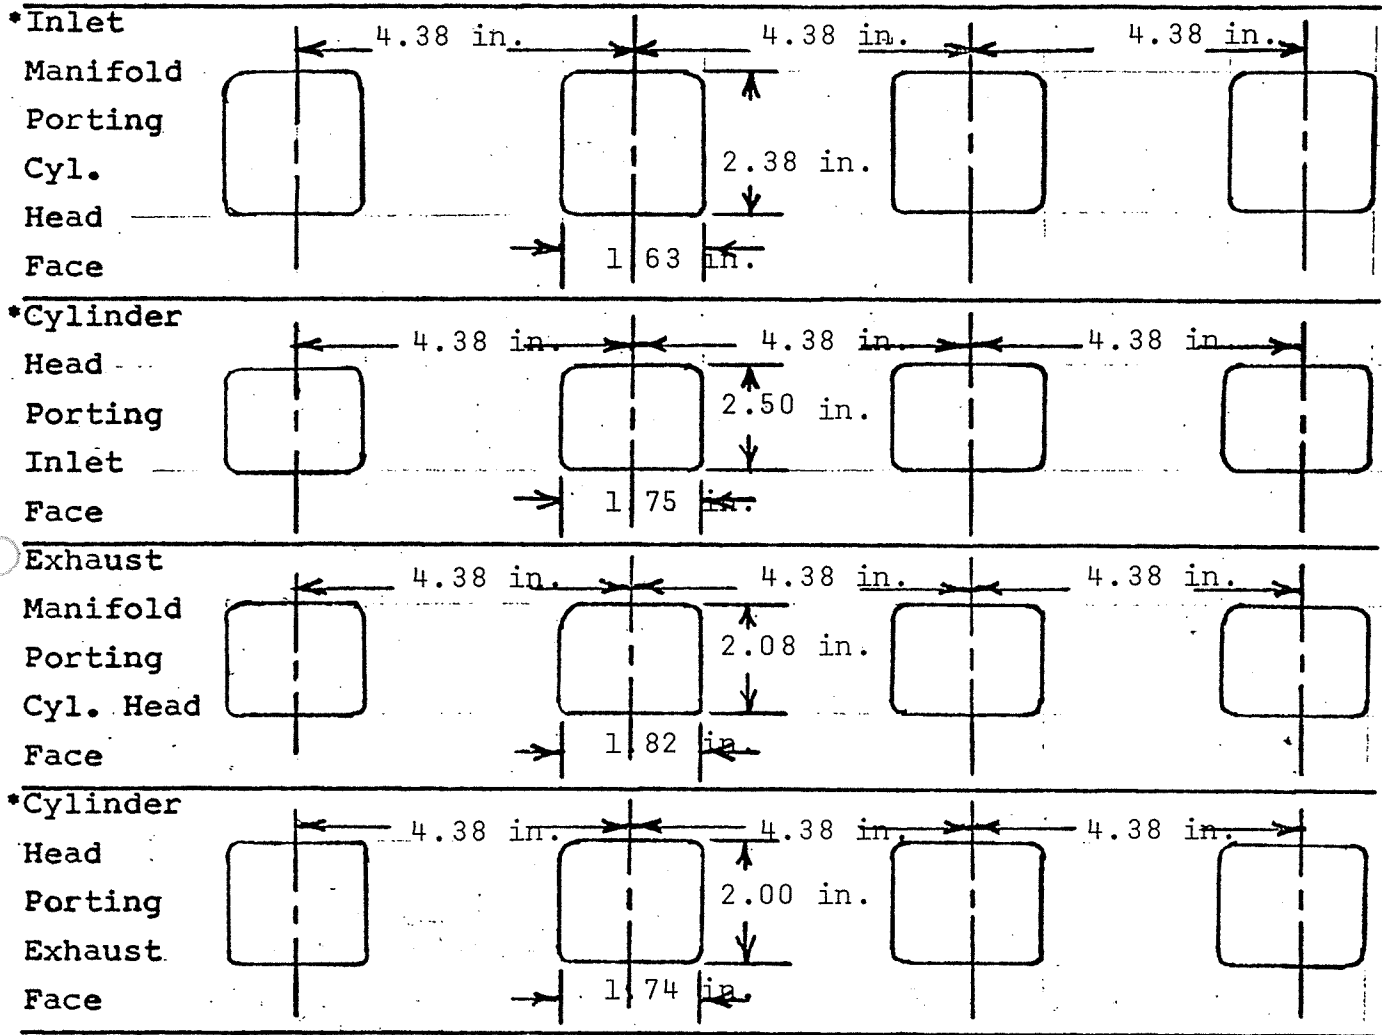 *Inlet
4.38 in. 4.38 in. 4.38 in.
Manifold
Porting
Cyl. 2.38 in.
Head
Face 1.63 in.
*Cylinder
4.38 in. 4.38 in. 4.38 in
Head
Porting 2.50 in.
Inlet
Face 1.75 in.
Exhaust
4.38 in. 4.38 in. 4.38 in.
Manifold
Porting 2.08 in.
Cyl. Head
Face 1.82 in.
*Cylinder
4.38 in. 4.38 in. 4.38 in.
Head
Porting 2.00 in.
Exhaust
Face 1.74 in.